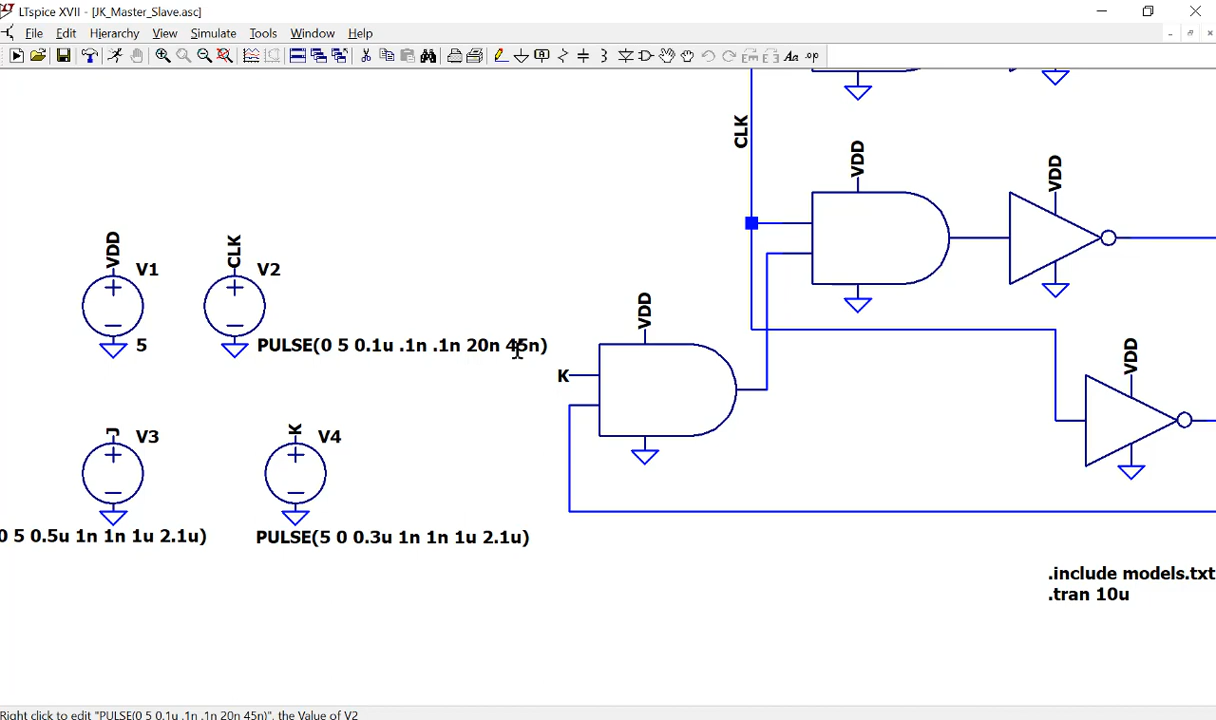 LTspice XVII - [JK_Master_Slave.asc]
File Edit Hierarchy View Simulate Tools Window Help
Aa .op
CLK
VDD
VDD
VDD
CLK
V1
V2
5
PULSE(0 5 0.1u .1n .1n 20n 45n)
VDD
VDD
K
J
V3
K
V4
0 5 0.5u 1n 1n 1u 2.1u)
PULSE(5 0 0.3u 1n 1n 1u 2.1u)
.include models.txt
.tran 10u
Right click to edit "PULSE(0 5 0.1u .1n .1n 20n 45n)", the Value of V2